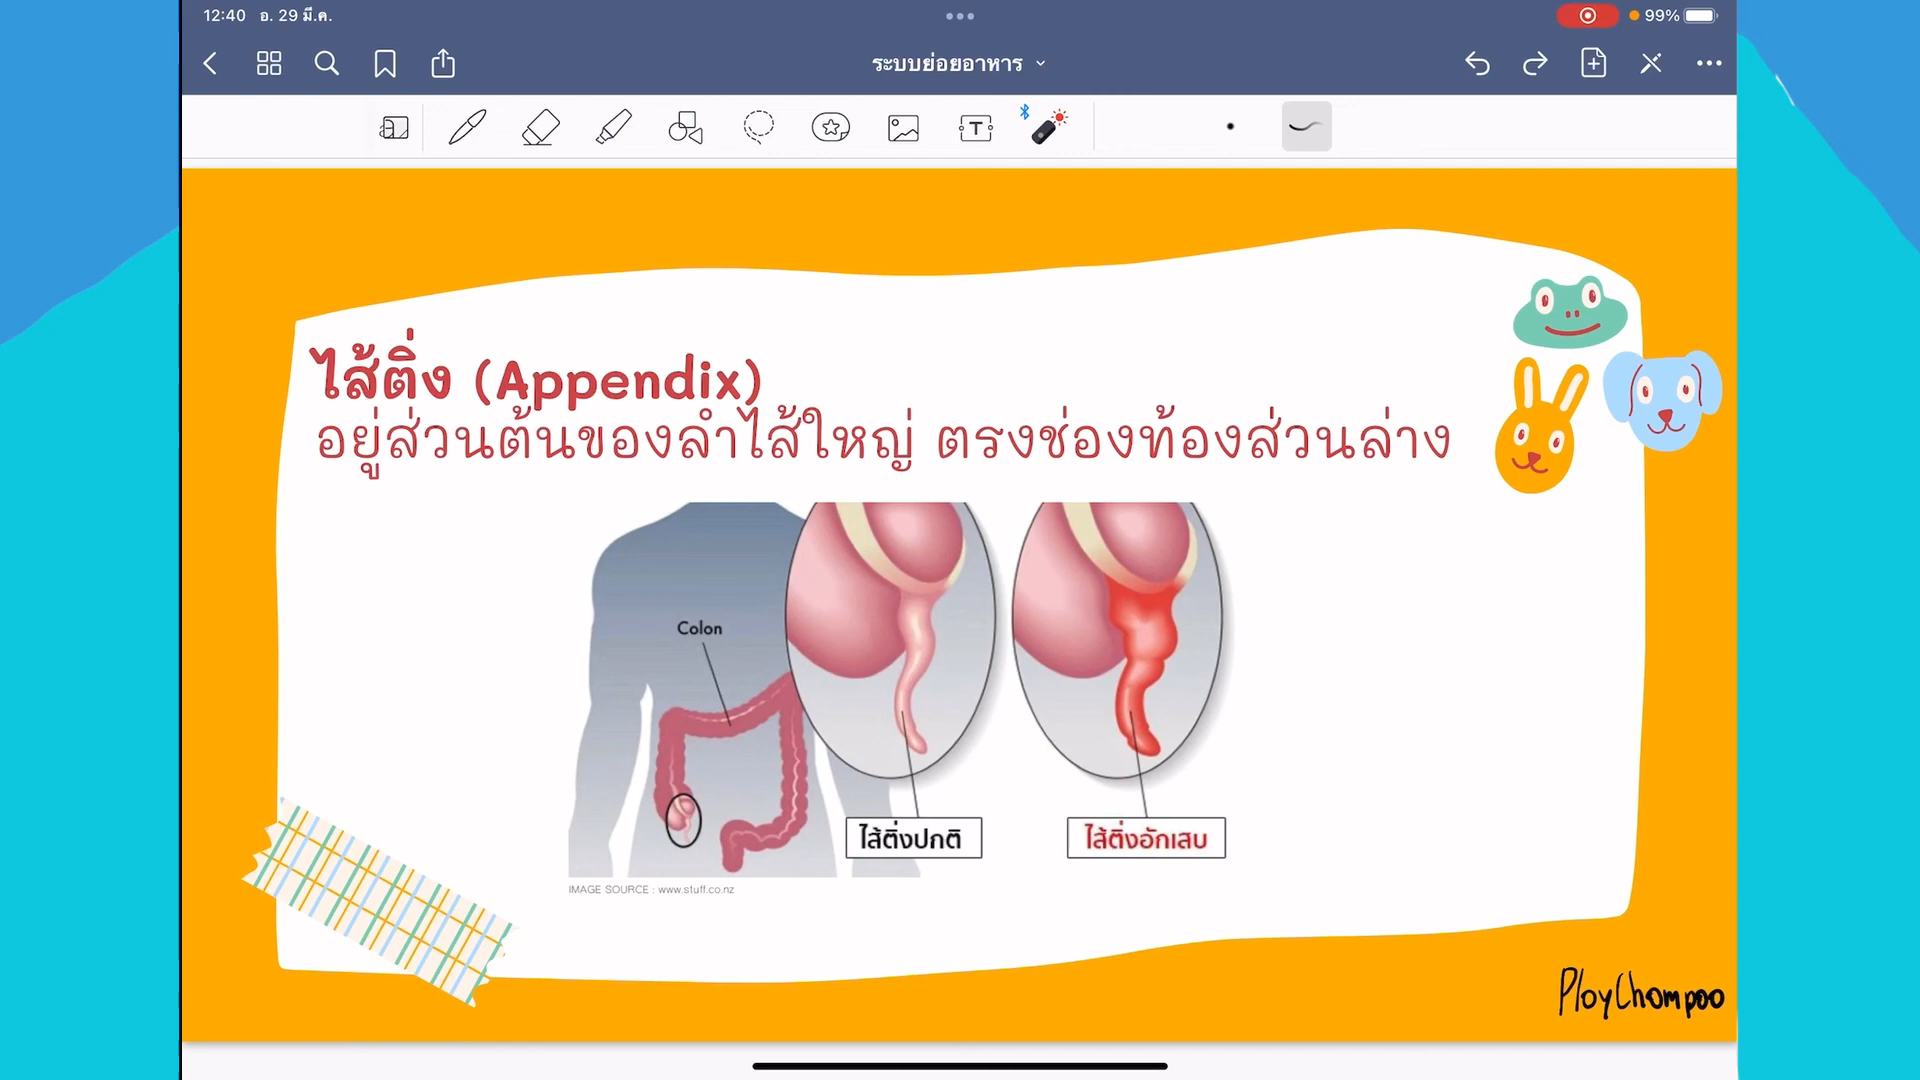 12:40 อ. 29 มี.ค.
99%
ระบบย่อยอาหาร
ไส้ติ่ง (Appendix)
อยู่ส่วนต้นของลำไส้ใหญ่ ตรงช่องท้องส่วนล่าง
Colon
ไส้ติ่งปกติ
ไส้ติ่งอักเสบ
IMAGE SOURCE : www.stuff.co.nz
PloyChompoo